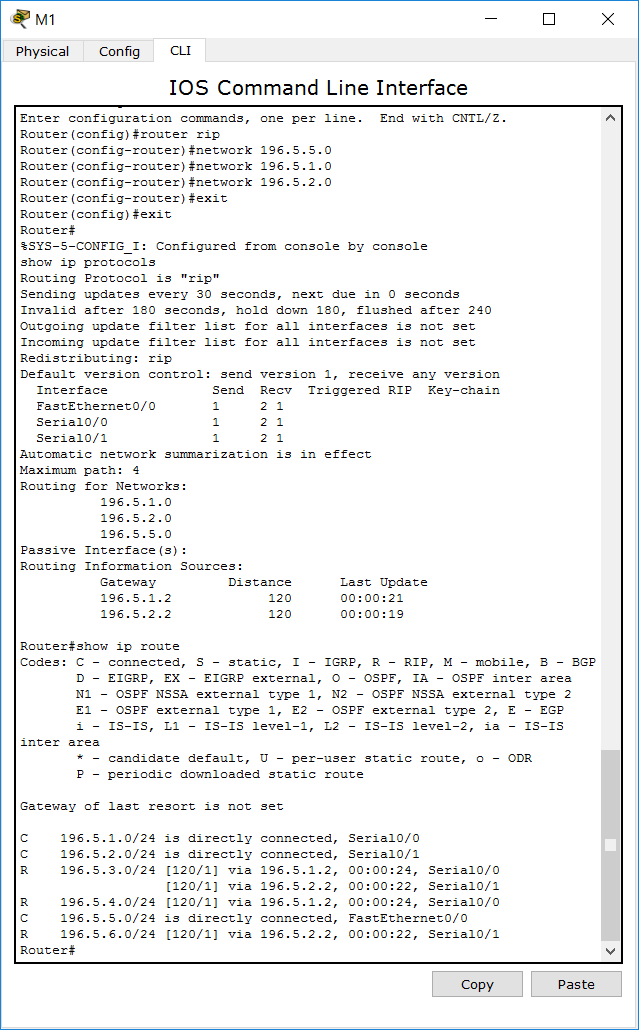 M1
Physical Config CLI
IOS Command Line Interface
Enter configuration commands, one per line.  End with CNTL/Z.
Router(config)#router rip
Router(config-router)#network 196.5.5.0
Router(config-router)#network 196.5.1.0
Router(config-router)#network 196.5.2.0
Router(config-router)#exit
Router(config)#exit
Router#
%SYS-5-CONFIG_I: Configured from console by console
show ip protocols
Routing Protocol is "rip"
Sending updates every 30 seconds, next due in 0 seconds
Invalid after 180 seconds, hold down 180, flushed after 240
Outgoing update filter list for all interfaces is not set
Incoming update filter list for all interfaces is not set
Redistributing: rip
Default version control: send version 1, receive any version
  Interface             Send  Recv  Triggered RIP  Key-chain
  FastEthernet0/0       1     2 1
  Serial0/0             1     2 1
  Serial0/1             1     2 1
Automatic network summarization is in effect
Maximum path: 4
Routing for Networks:
          196.5.1.0
          196.5.2.0
          196.5.5.0
Passive Interface(s):
Routing Information Sources:
          Gateway         Distance      Last Update
          196.5.1.2            120      00:00:21
          196.5.2.2            120      00:00:19
Router#show ip route
Codes: C - connected, S - static, I - IGRP, R - RIP, M - mobile, B - BGP
       D - EIGRP, EX - EIGRP external, O - OSPF, IA - OSPF inter area
       N1 - OSPF NSSA external type 1, N2 - OSPF NSSA external type 2
       E1 - OSPF external type 1, E2 - OSPF external type 2, E - EGP
       i - IS-IS, L1 - IS-IS level-1, L2 - IS-IS level-2, ia - IS-IS
inter area
       * - candidate default, U - per-user static route, o - ODR
       P - periodic downloaded static route
Gateway of last resort is not set
C    196.5.1.0/24 is directly connected, Serial0/0
C    196.5.2.0/24 is directly connected, Serial0/1
R    196.5.3.0/24 [120/1] via 196.5.1.2, 00:00:24, Serial0/0
                  [120/1] via 196.5.2.2, 00:00:22, Serial0/1
R    196.5.4.0/24 [120/1] via 196.5.1.2, 00:00:24, Serial0/0
C    196.5.5.0/24 is directly connected, FastEthernet0/0
R    196.5.6.0/24 [120/1] via 196.5.2.2, 00:00:22, Serial0/1
Router#
Copy Paste